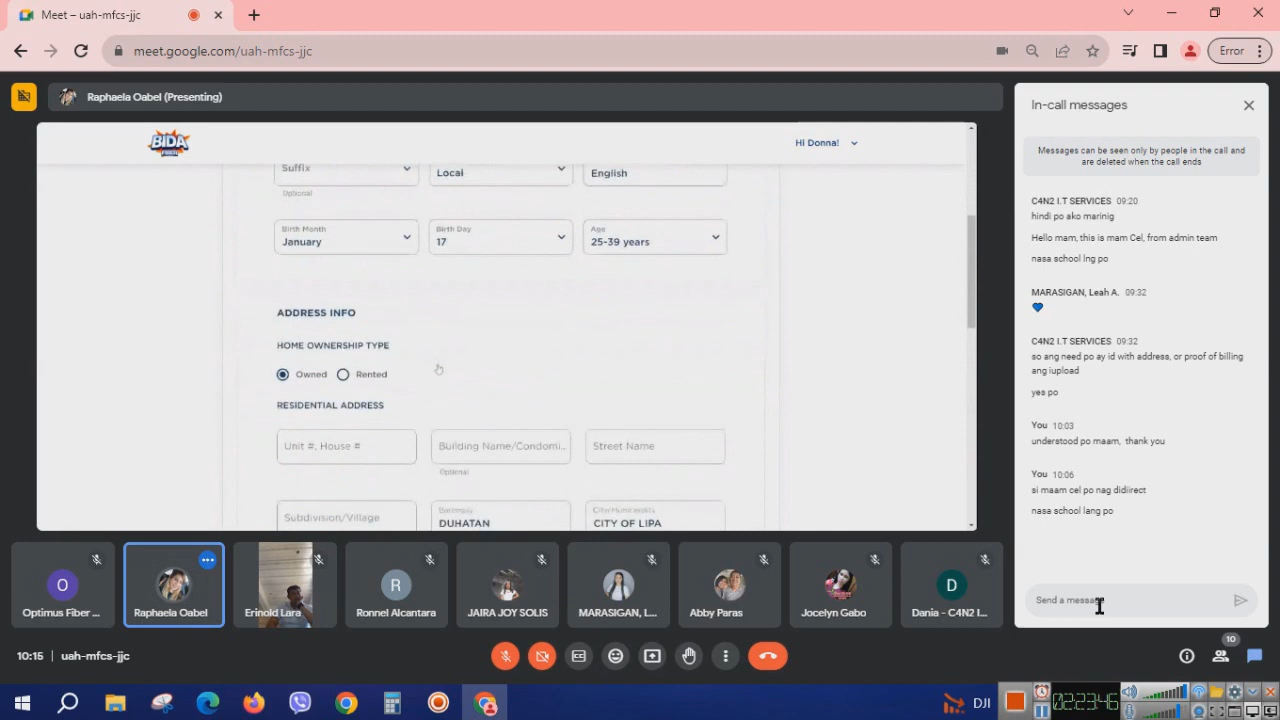 Meet – uah-mfcs-jjc
meet.google.com/uah-mfcs-jjc
Error
Raphaela Oabel (Presenting)
BIDA
Hi Donna!
Suffix
Local
English
Optional
Birth Month
January
Birth Day
17
Age
25-39 years
ADDRESS INFO
HOME OWNERSHIP TYPE
Owned
Rented
RESIDENTIAL ADDRESS
Unit #, House #
Building Name/Condomi...
Street Name
Optional
Subdivision/Village
Barangay
DUHATAN
City/Municipality
CITY OF LIPA
In-call messages
Messages can be seen only by people in the call and
are deleted when the call ends
C4N2 I.T SERVICES 09:20
hindi po ako marinig
Hello mam, this is mam Cel, from admin team
nasa school lng po
MARASIGAN, Leah A. 09:32
C4N2 I.T SERVICES 09:32
so ang need po ay id with address, or proof of billing
ang iupload
yes po
You 10:03
understood po maam, thank you
You 10:06
si maam cel po nag didiirect
nasa school lang po
Send a message
O
Optimus Fiber ...
Raphaela Oabel
Erinold Lara
R
Ronnel Alcantara
JAIRA JOY SOLIS
MARASIGAN, L...
Abby Paras
Jocelyn Gabo
D
Dania - C4N2 I...
10:15
uah-mfcs-jjc
10
DJI
02:23:46